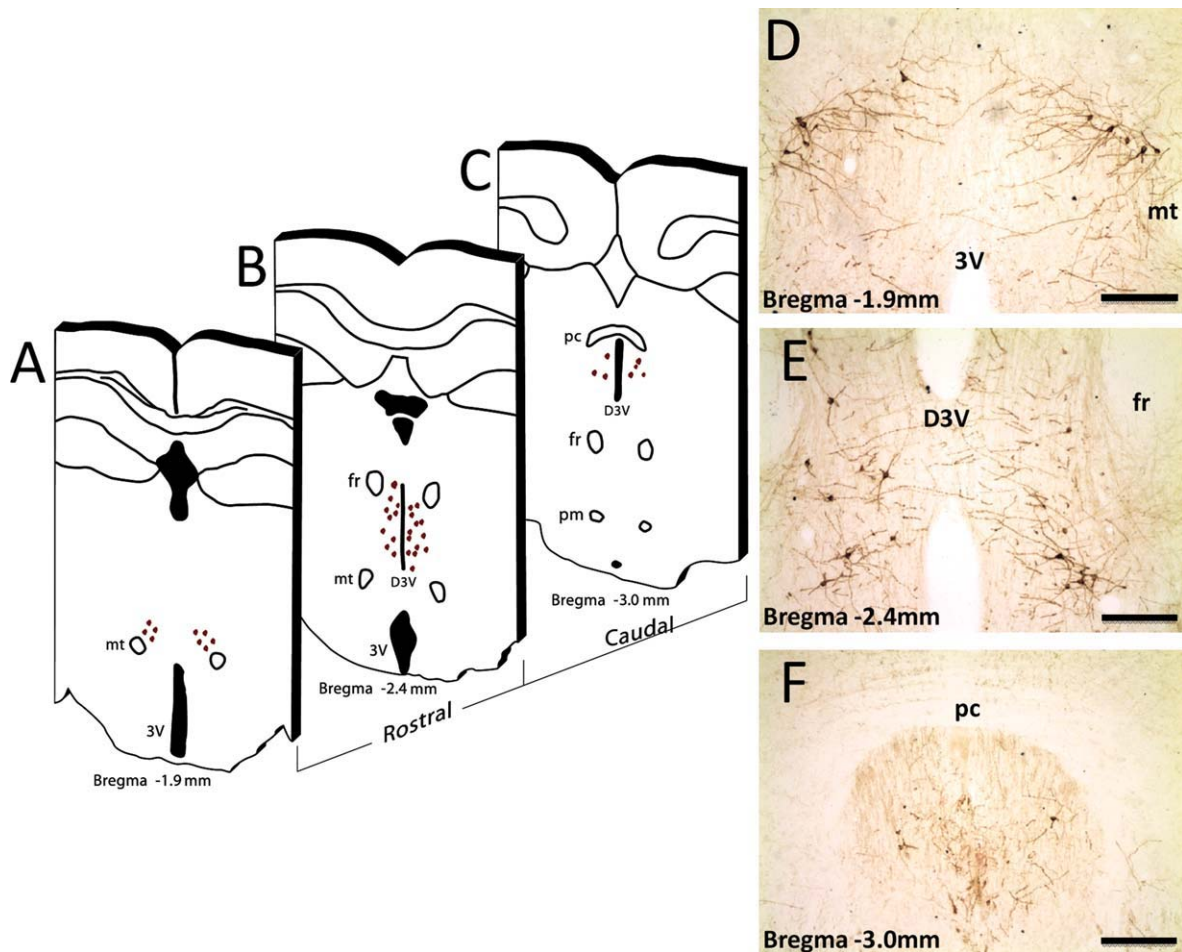 A
mt
3V
Bregma -1.9 mm
B
fr
mt
D3V
3V
Bregma -2.4 mm
C
pc
D3V
fr
pm
Bregma -3.0 mm
Rostral
Caudal
D
mt
3V
Bregma -1.9mm
E
fr
D3V
Bregma -2.4mm
F
pc
Bregma -3.0mm